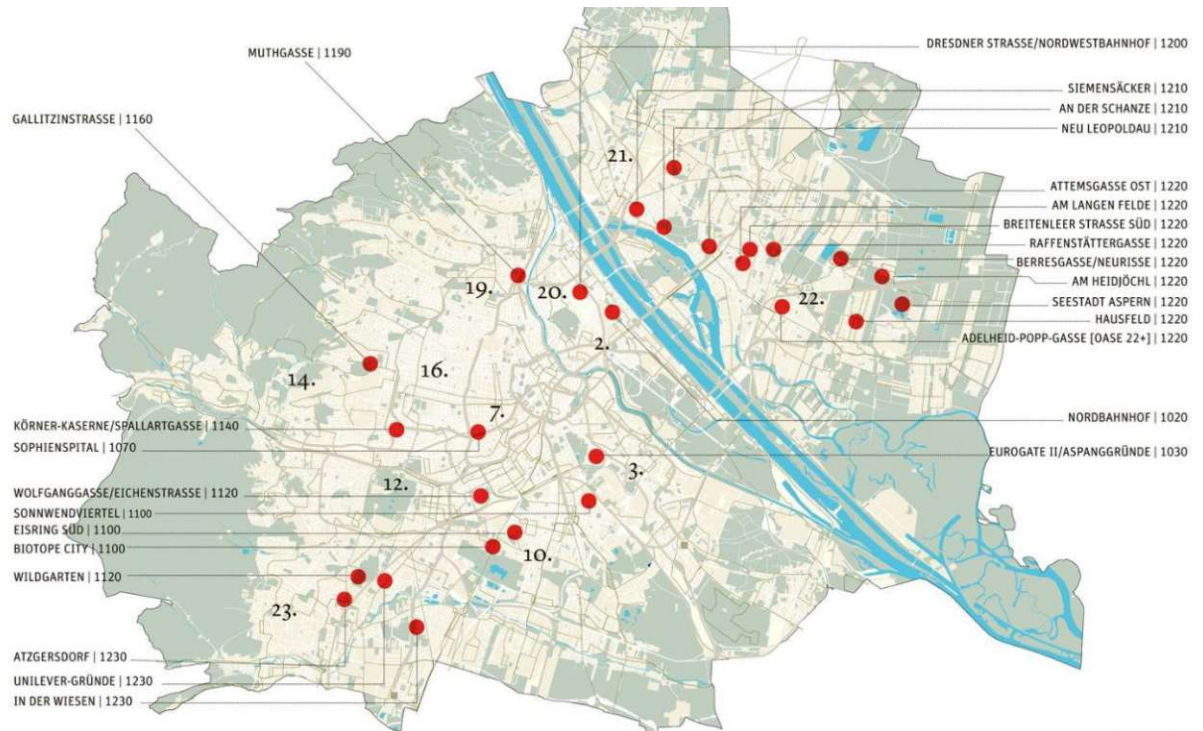 MUTHGASSE | 1190
GALLITZINSTRASSE | 1160
DRESDNER STRASSE/NORDWESTBAHNHOF | 1200
SIEMENSÄCKER | 1210
AN DER SCHANZE | 1210
NEU LEOPOLDAU | 1210
ATTEMSGASSE OST | 1220
AM LANGEN FELDE | 1220
BREITENLEER STRASSE SÜD | 1220
RAFFENSTÄTTERGASSE | 1220
BERRESGASSE/NEURISSE | 1220
AM HEIDJÖCHL | 1220
SEESTADT ASPERN | 1220
HAUSFELD | 1220
ADELHEID-POPP-GASSE [OASE 22+] | 1220
NORDBAHNHOF | 1020
EUROGATE II/ASPANGGRÜNDE | 1030
21.
19.
20.
22.
2.
14.
16.
7.
3.
12.
10.
23.
KÖRNER-KASERNE/SPALLARTGASSE | 1140
SOPHIENSPITAL | 1070
WOLFGANGGASSE/EICHENSTRASSE | 1120
SONNWENDVIERTEL | 1100
EISRING SÜD | 1100
BIOTOPE CITY | 1100
WILDGARTEN | 1120
ATZGERSDORF | 1230
UNILEVER-GRÜNDE | 1230
IN DER WIESEN | 1230